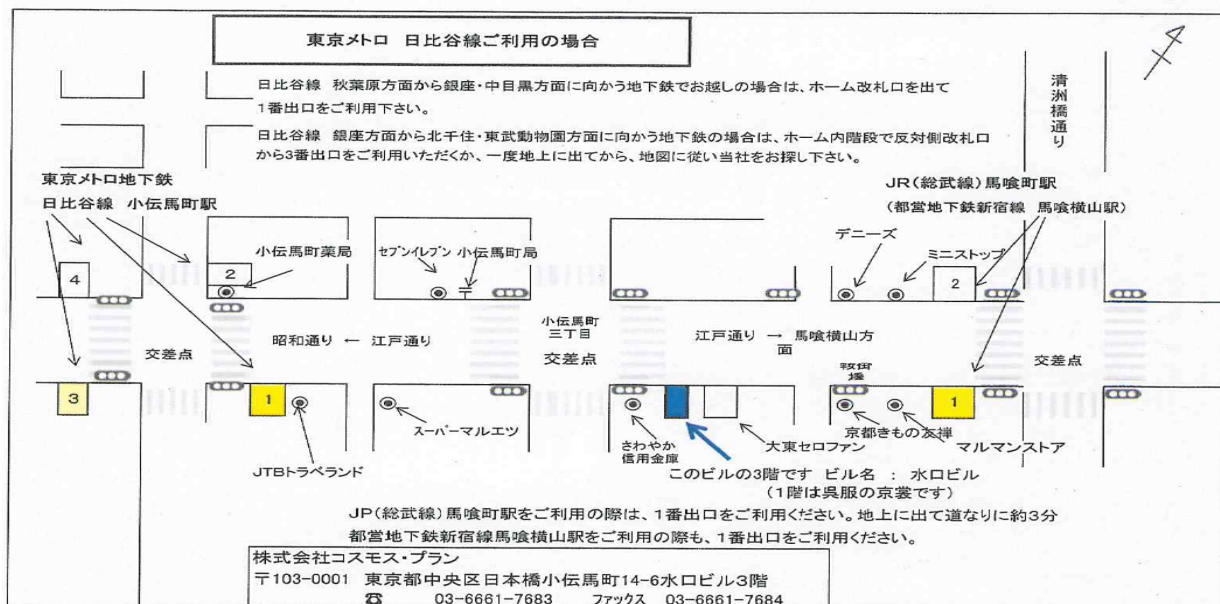 東京メトロ 日比谷線ご利用の場合
日比谷線 秋葉原方面から銀座・中目黒方面に向かう地下鉄でお越しの場合は、ホーム改札口を出て
1番出口をご利用下さい。
日比谷線 銀座方面から北千住・東武動物園方面に向かう地下鉄の場合は、ホーム内階段で反対側改札口
から3番出口をご利用いただくか、一度地上に出てから、地図に従い当社をお探し下さい。
清洲橋通り
東京メトロ地下鉄
日比谷線 小伝馬町駅
JR(総武線)馬喰町駅
(都営地下鉄新宿線 馬喰横山駅)
4
2
小伝馬町薬局
セブンイレブン
小伝馬町局
デニーズ
ミニストップ
2
交差点
昭和通り ← 江戸通り
小伝馬町
三丁目
交差点
江戸通り → 馬喰横山方
面
鞍掛
橋
交差点
3
1
JTBトラベランド
スーパーマルエツ
さわやか
信用金庫
大東セロファン
京都きもの友禅
1
マルマンストア
このビルの3階です ビル名 : 水口ビル
(1階は呉服の京裳です)
JP(総武線)馬喰町駅をご利用の際は、1番出口をご利用ください。地上に出て道なりに約3分
都営地下鉄新宿線馬喰横山駅をご利用の際も、1番出口をご利用ください。
株式会社コスモス・プラン
〒103-0001 東京都中央区日本橋小伝馬町14-6水口ビル3階
☎ 03-6661-7683 ファックス 03-6661-7684